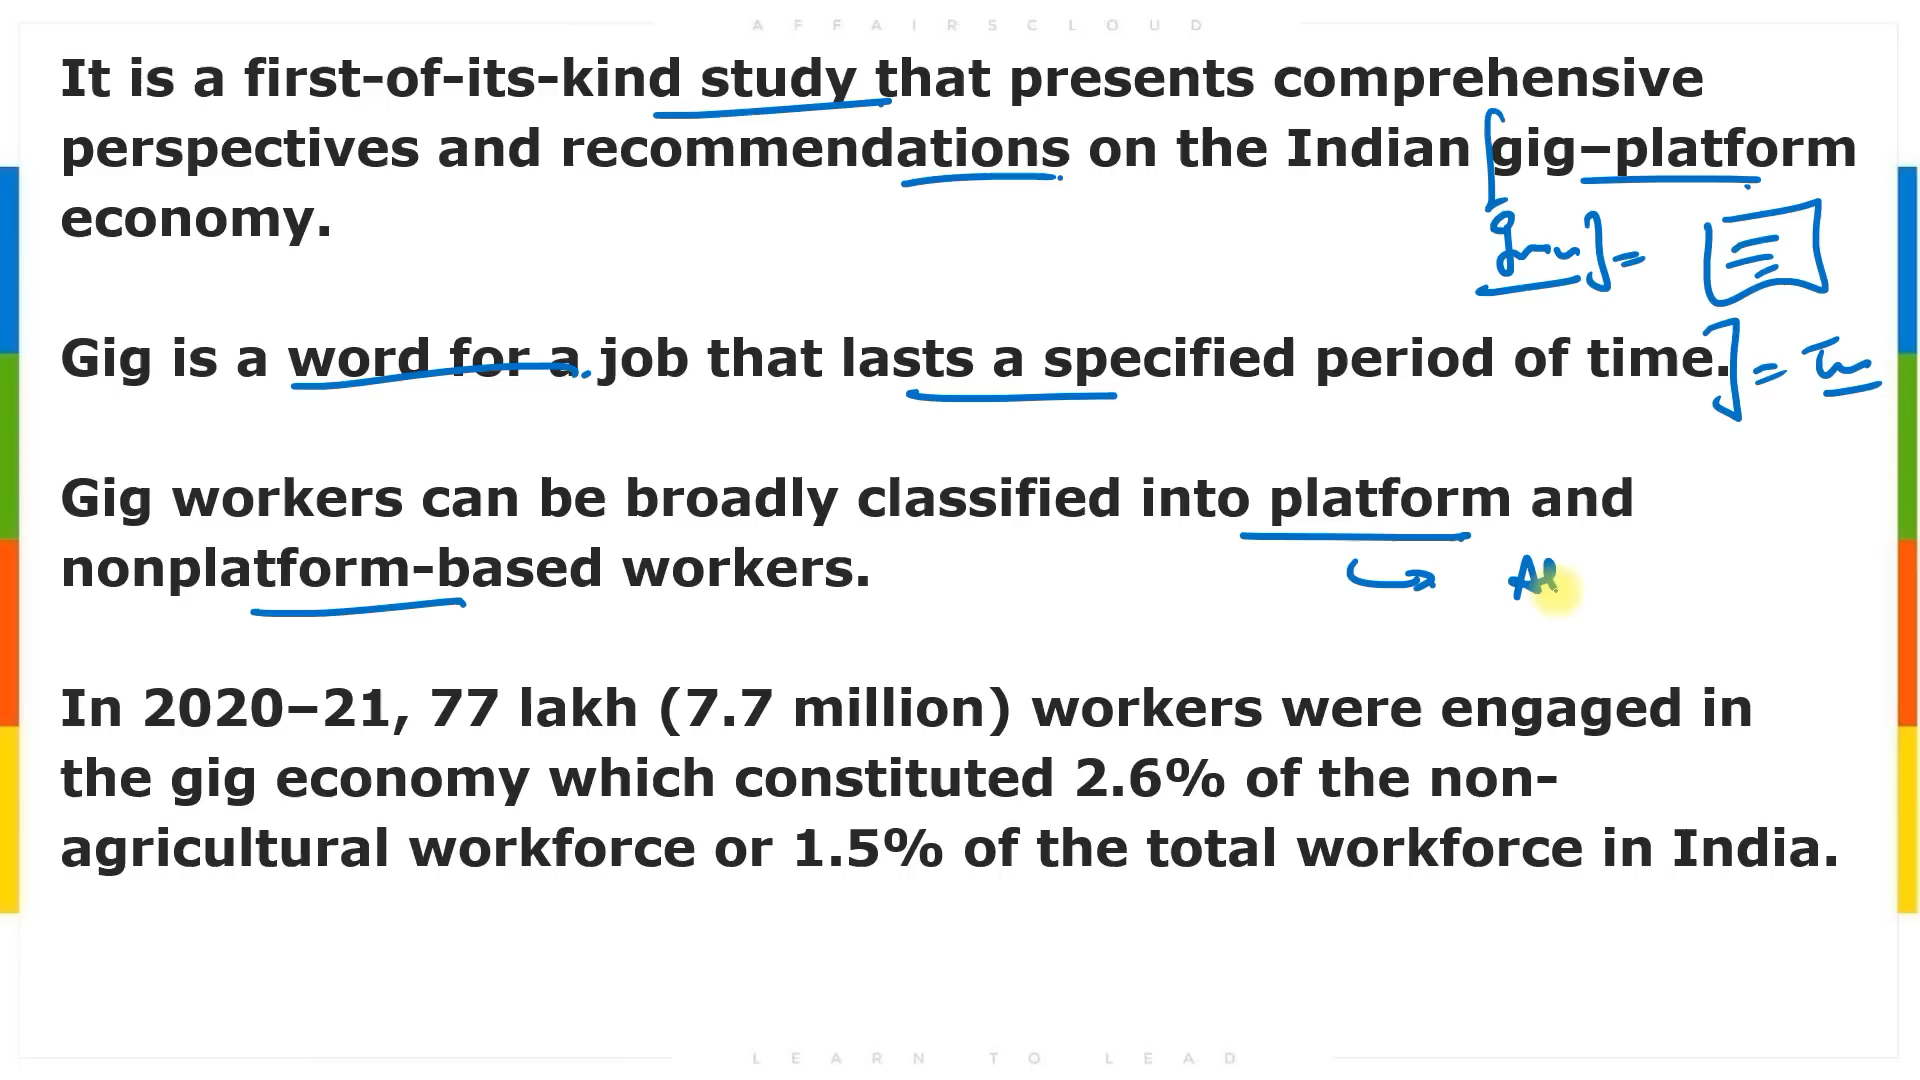 AFFAIRSCLOUD
It is a first-of-its-kind study that presents comprehensive
perspectives and recommendations on the Indian gig–platform
economy.
Gig is a word for a job that lasts a specified period of time.
Gig workers can be broadly classified into platform and
nonplatform-based workers.
In 2020–21, 77 lakh (7.7 million) workers were engaged in
the gig economy which constituted 2.6% of the non-
agricultural workforce or 1.5% of the total workforce in India.
LEARN TO LEAD